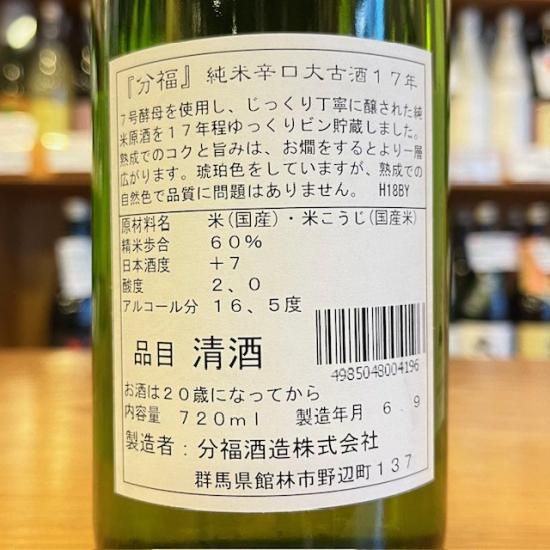 『分福』純米辛口大古酒17年
7号酵母を使用し、じっくり丁寧に醸された純
米原酒を17年程ゆっくりビン貯蔵しました。
熟成でのコクと旨みは、お燗をするとより一層
広がります。琥珀色をしていますが、熟成での
自然色で品質に問題はありません。 H18BY
原材料名 米(国産)・米こうじ(国産米)
精米歩合 60%
日本酒度 +7
酸度 2、0
アルコール分 16、5度
品目 清酒
4985048004196
お酒は20歳になってから
内容量 720ml 製造年月 6.9
製造者:分福酒造株式会社
群馬県館林市野辺町137